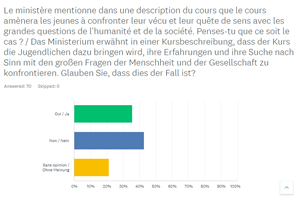 Le ministère mentionne dans une description du cours que le cours
amènera les jeunes à confronter leur vécu et leur quête de sens avec les
grandes questions de l'humanité et de la société. Penses-tu que ce soit le
cas ? / Das Ministerium erwähnt in einer Kursbeschreibung, dass der Kurs
die Jugendlichen dazu bringen wird, ihre Erfahrungen und ihre Suche nach
Sinn mit den großen Fragen der Menschheit und der Gesellschaft zu
konfrontieren. Glauben Sie, dass dies der Fall ist?
Answered: 70 Skipped: 0
Oui / Ja
Non / Nein
Sans opinion /
Ohne Meinung
0% 10% 20% 30% 40% 50% 60% 70% 80% 90% 100%